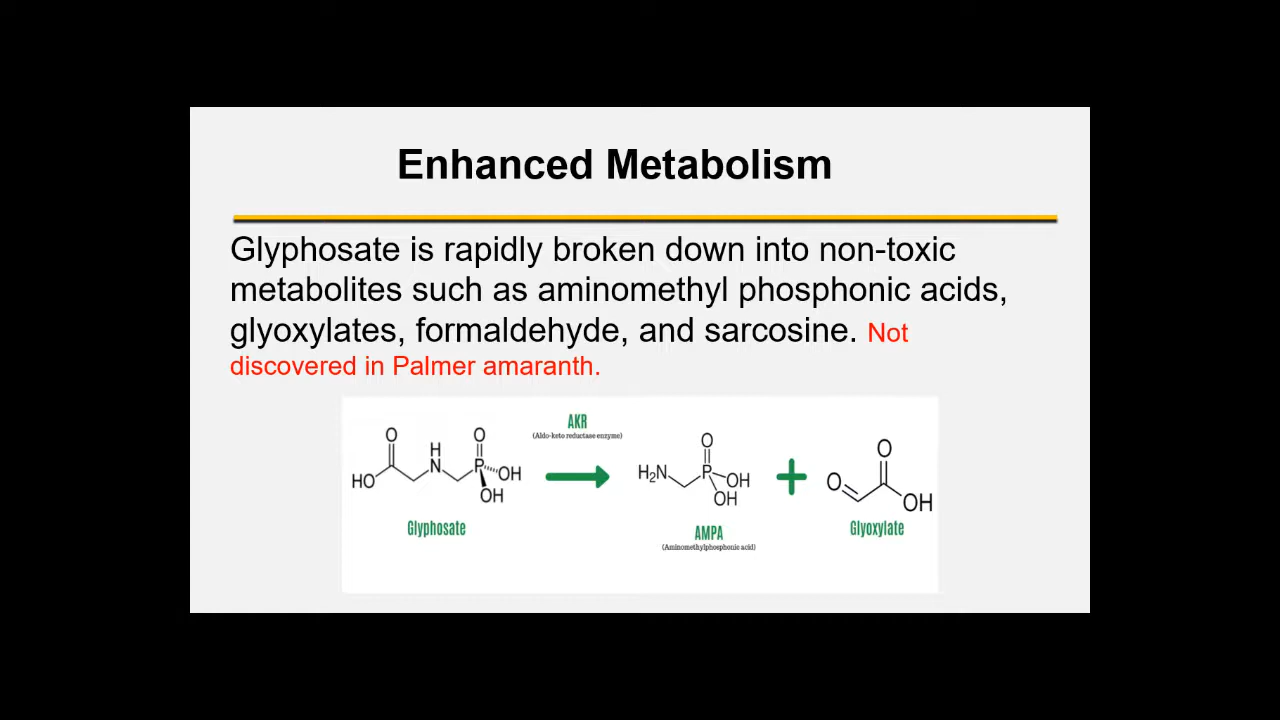 Enhanced Metabolism
Glyphosate is rapidly broken down into non-toxic
metabolites such as aminomethyl phosphonic acids,
glyoxylates, formaldehyde, and sarcosine. Not
discovered in Palmer amaranth.
AKR
(Aldo-keto reductase enzyme)
O
H
N
HO
O
P
OH
OH
Glyphosate
O
H₂N
P
OH
OH
AMPA
(Aminomethylphosphonic acid)
+
O
O
OH
Glyoxylate